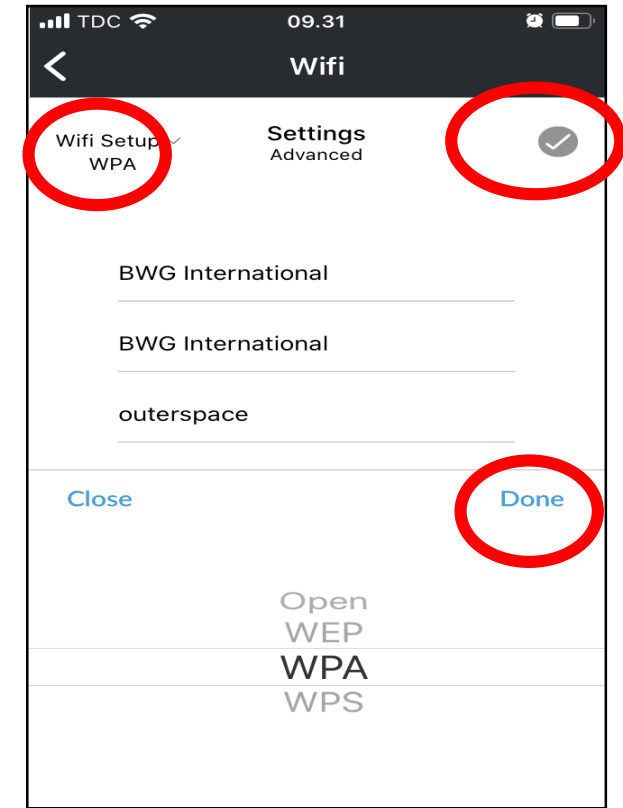 TDC 09.31
Wifi
Wifi Setup
WPA
Settings
Advanced
BWG International
BWG International
outerspace
Close Done
Open
WEP
WPA
WPS